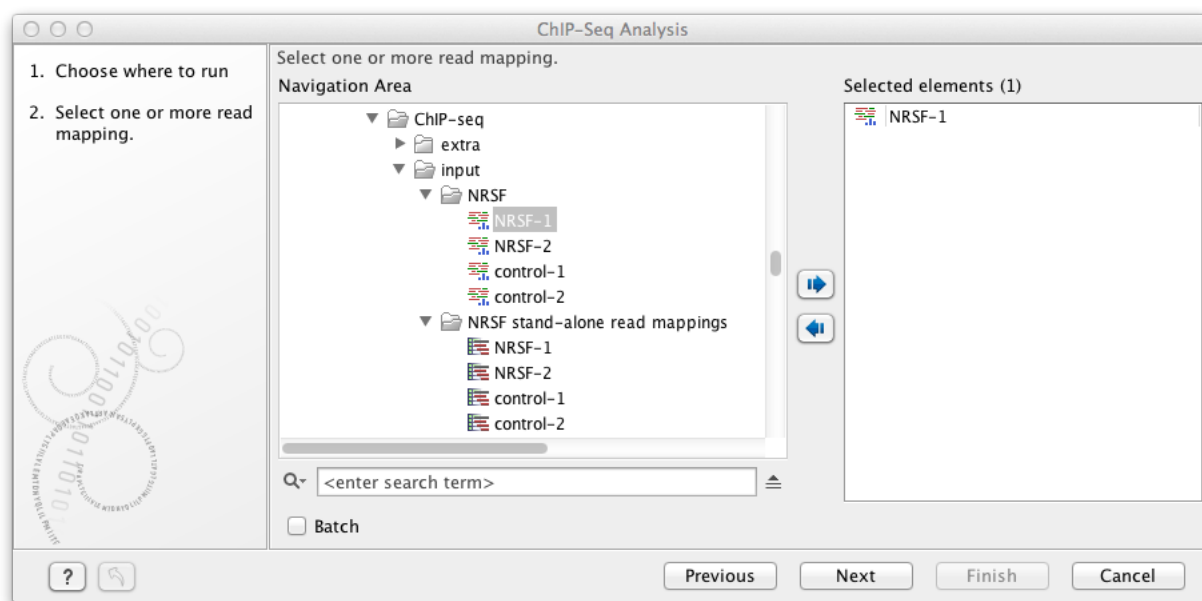 ChIP-Seq Analysis
1. Choose where to run
2. Select one or more read
mapping.
Select one or more read mapping.
Navigation Area
ChIP-seq
extra
input
NRSF
NRSF-1
NRSF-2
control-1
control-2
NRSF stand-alone read mappings
NRSF-1
NRSF-2
control-1
control-2
<enter search term>
Batch
Selected elements (1)
NRSF-1
?
Previous
Next
Finish
Cancel